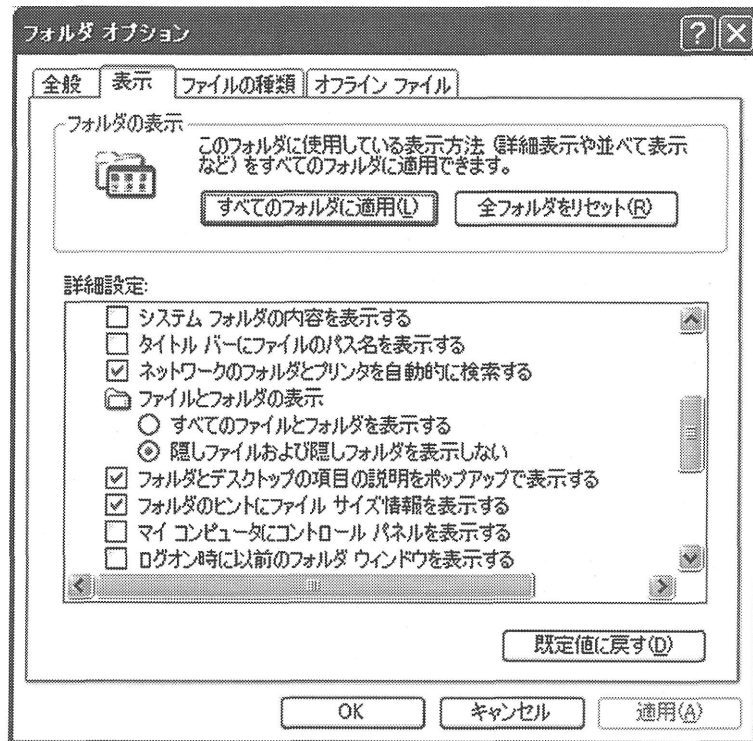 フォルダ オプション
全般 表示 ファイルの種類 オフライン ファイル
フォルダの表示
このフォルダに使用している表示方法 (詳細表示や並べて表示
など) をすべてのフォルダに適用できます。
すべてのフォルダに適用(L) 全フォルダをリセット(R)
詳細設定:
システム フォルダの内容を表示する
タイトル バーにファイルのパス名を表示する
ネットワークのフォルダとプリンタを自動的に検索する
ファイルとフォルダの表示
すべてのファイルとフォルダを表示する
隠しファイルおよび隠しフォルダを表示しない
フォルダとデスクトップの項目の説明をポップアップで表示する
フォルダのヒントにファイル サイズ情報を表示する
マイ コンピュータにコントロール パネルを表示する
ログオン時に以前のフォルダ ウィンドウを表示する
既定値に戻す(D)
OK キャンセル 適用(A)